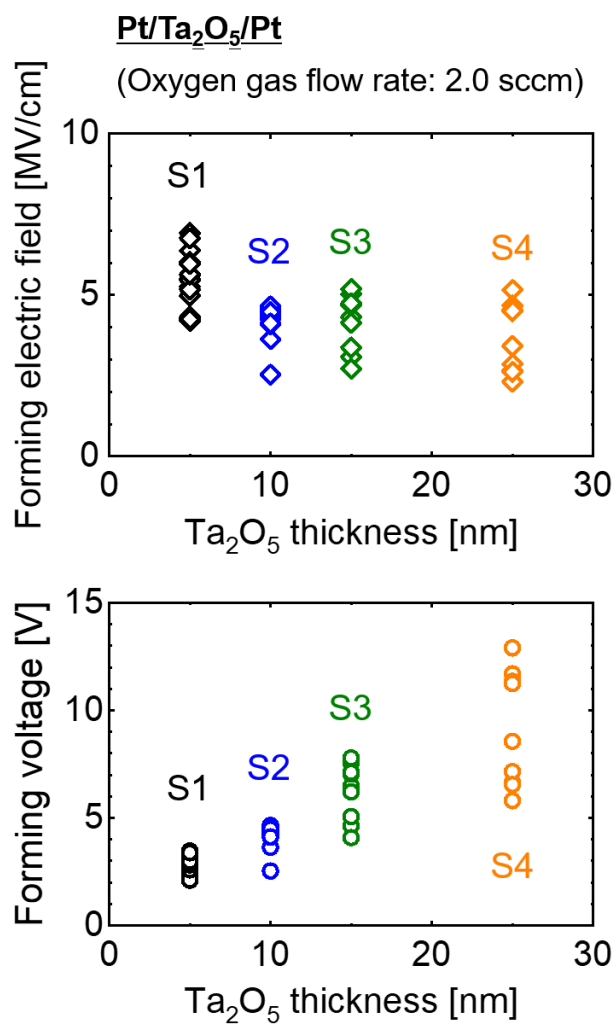 Pt/Ta₂O₅/Pt
(Oxygen gas flow rate: 2.0 sccm)
Forming electric field [MV/cm]
10
5
0
S1
S2
S3
S4
0 10 20 30
Ta₂O₅ thickness [nm]
Forming voltage [V]
15
10
5
0
S1
S2
S3
S4
0 10 20 30
Ta₂O₅ thickness [nm]